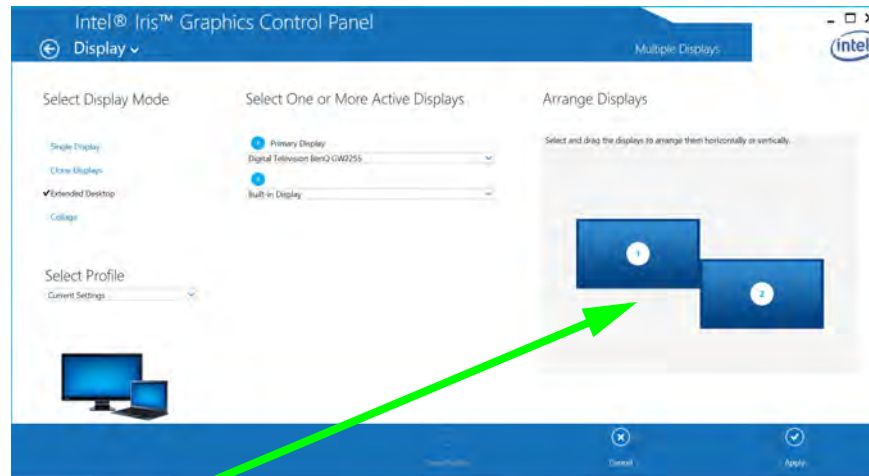 Intel® Iris™ Graphics Control Panel
Display
Multiple Displays
intel
Select Display Mode
Single Display
Clone Displays
Extended Desktop
Collage
Select Profile
Current Settings
Select One or More Active Displays
1 Primary Display
Digital Television BenQ GW2255
2
Built-in Display
Arrange Displays
Select and drag the displays to arrange them horizontally or vertically.
1
2
Cancel
Apply